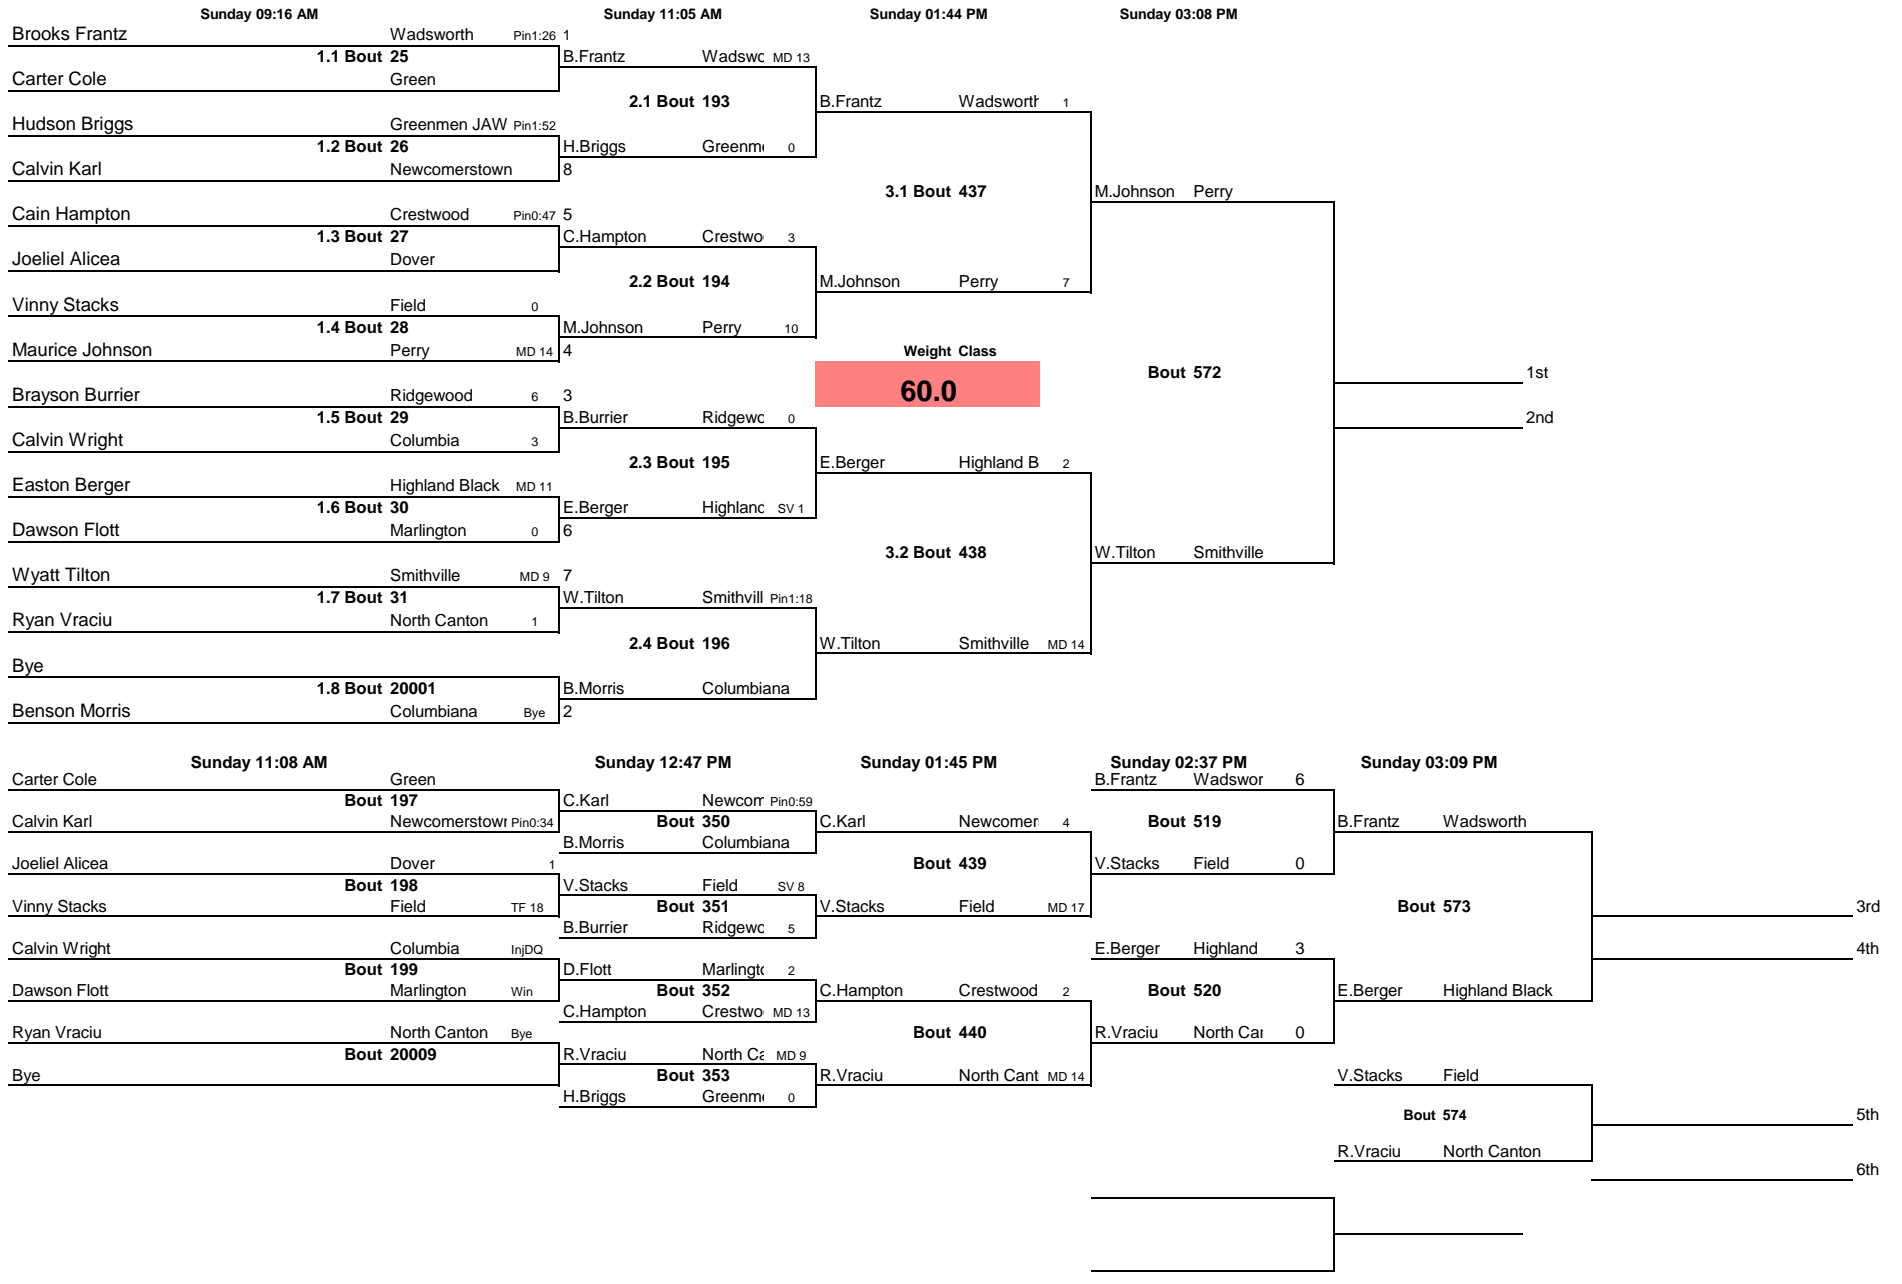 Sunday 09:16 AM Sunday 11:05 AM Sunday 01:44 PM Sunday 03:08 PM
Brooks Frantz Wadsworth Pin1:26 1
1.1 Bout 25 B.Frantz Wadswo MD 13
Carter Cole Green
2.1 Bout 193 B.Frantz Wadsworth 1
Hudson Briggs Greenmen JAW Pin1:52
1.2 Bout 26 H.Briggs Greenme 0
Calvin Karl Newcomerstown 8
3.1 Bout 437 M.Johnson Perry
Cain Hampton Crestwood Pin0:47 5
1.3 Bout 27 C.Hampton Crestwo 3
Joeliel Alicea Dover
2.2 Bout 194 M.Johnson Perry 7
Vinny Stacks Field 0
1.4 Bout 28 M.Johnson Perry 10
Maurice Johnson Perry MD 14 4 Weight Class
Bout 572 1st
Brayson Burrier Ridgewood 6 3 60.0
1.5 Bout 29 B.Burrier Ridgewo 0 2nd
Calvin Wright Columbia 3
2.3 Bout 195 E.Berger Highland B 2
Easton Berger Highland Black MD 11
1.6 Bout 30 E.Berger Highland SV 1
Dawson Flott Marlington 0 6
3.2 Bout 438 W.Tilton Smithville
Wyatt Tilton Smithville MD 9 7
1.7 Bout 31 W.Tilton Smithvill Pin1:18
Ryan Vraciu North Canton 1
2.4 Bout 196 W.Tilton Smithville MD 14
Bye
1.8 Bout 20001 B.Morris Columbiana
Benson Morris Columbiana Bye 2
Sunday 11:08 AM Sunday 12:47 PM Sunday 01:45 PM Sunday 02:37 PM Sunday 03:09 PM
Carter Cole Green B.Frantz Wadswor 6
Bout 197 C.Karl Newcom Pin0:59
Calvin Karl Newcomerstown Pin0:34 Bout 350 C.Karl Newcomer 4 Bout 519 B.Frantz Wadsworth
B.Morris Columbiana
Joeliel Alicea Dover 1 Bout 439 V.Stacks Field 0
Bout 198 V.Stacks Field SV 8
Vinny Stacks Field TF 18 Bout 351 V.Stacks Field MD 17 Bout 573 3rd
B.Burrier Ridgewo 5
Calvin Wright Columbia InjDQ E.Berger Highland 3 4th
Bout 199 D.Flott Marlingto 2
Dawson Flott Marlington Win Bout 352 C.Hampton Crestwood 2 Bout 520 E.Berger Highland Black
C.Hampton Crestwo MD 13
Ryan Vraciu North Canton Bye Bout 440 R.Vraciu North Car 0
Bout 20009 R.Vraciu North Ca MD 9
Bye Bout 353 R.Vraciu North Cant MD 14 V.Stacks Field
H.Briggs Greenme 0
Bout 574 5th
R.Vraciu North Canton
6th